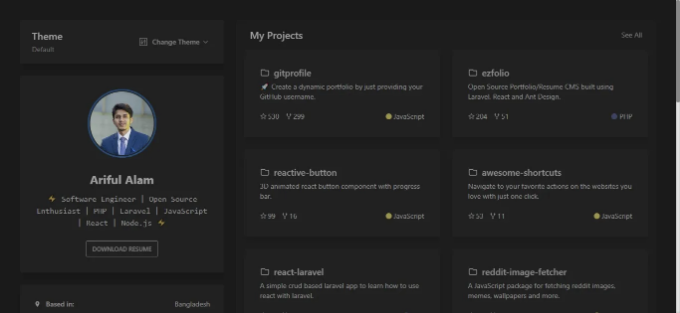 Theme
Default
Change Theme
Ariful Alam
Software Engineer | Open Source
Enthusiast | PHP | Laravel | JavaScript
| React | Node.js
DOWNLOAD RESUME
Based in:
Bangladesh
My Projects
See All
gitprofile
Create a dynamic portfolio by just providing your
GitHub username.
530 299
JavaScript
ezfolio
Open Source Portfolio/Resume CMS built using
Laravel, React and Ant Design.
204 51
PHP
reactive-button
3D animated react button component with progress
bar.
99 16
JavaScript
awesome-shortcuts
Navigate to your favorite actions on the websites you
love with just one click.
53 11
JavaScript
react-laravel
A simple crud based laravel app to learn how to use
react with laravel.
reddit-image-fetcher
A JavaScript package for fetching reddit images,
memes, wallpapers and more.